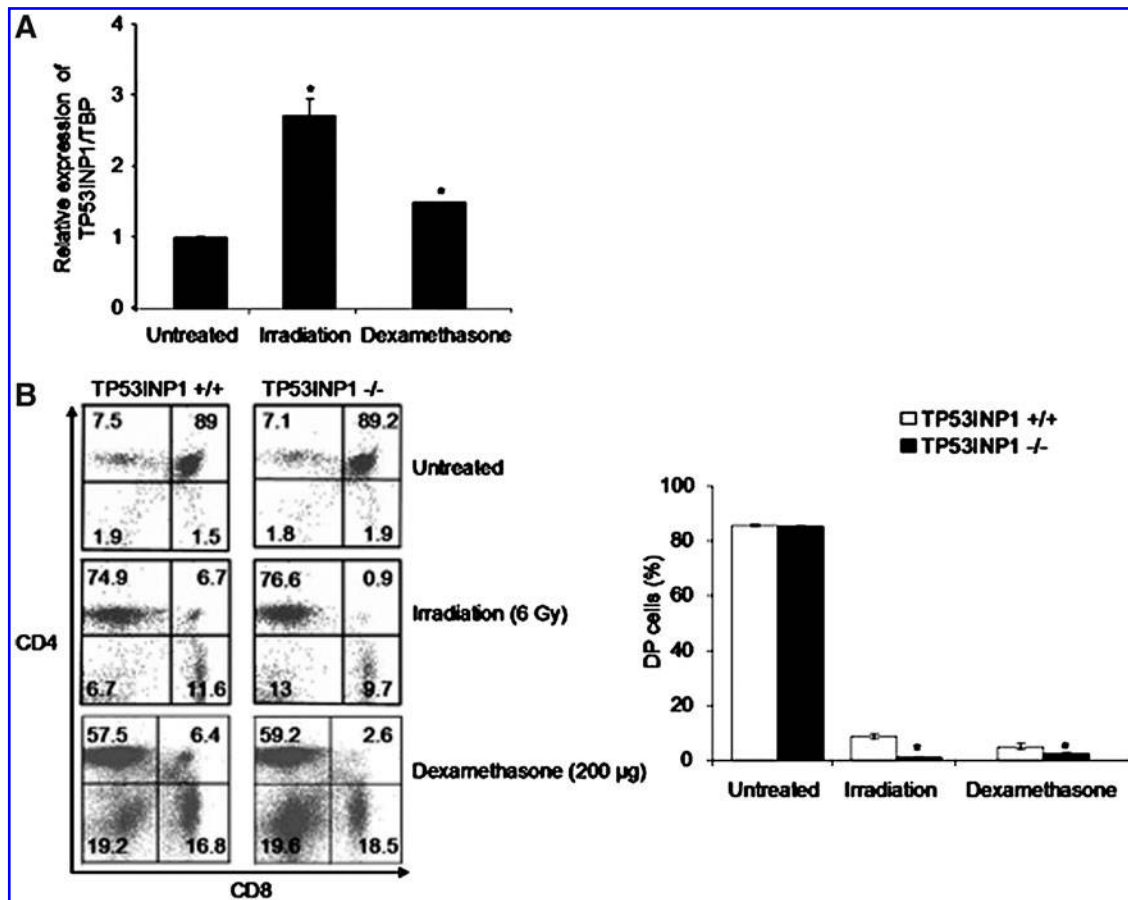 A
4
3
2
1
0
Relative expression of
TP53INP1/TBP
*
*
Untreated
Irradiation
Dexamethasone
B
TP53INP1 +/+
TP53INP1 -/-
7.5
89
1.9
1.5
7.1
89.2
1.8
1.9
Untreated
74.9
6.7
6.7
11.6
76.6
0.9
13
9.7
Irradiation (6 Gy)
57.5
6.4
19.2
16.8
59.2
2.6
19.6
18.5
Dexamethasone (200 µg)
CD4
CD8
TP53INP1 +/+
TP53INP1 -/-
100
80
60
40
20
0
DP cells (%)
*
*
Untreated
Irradiation
Dexamethasone